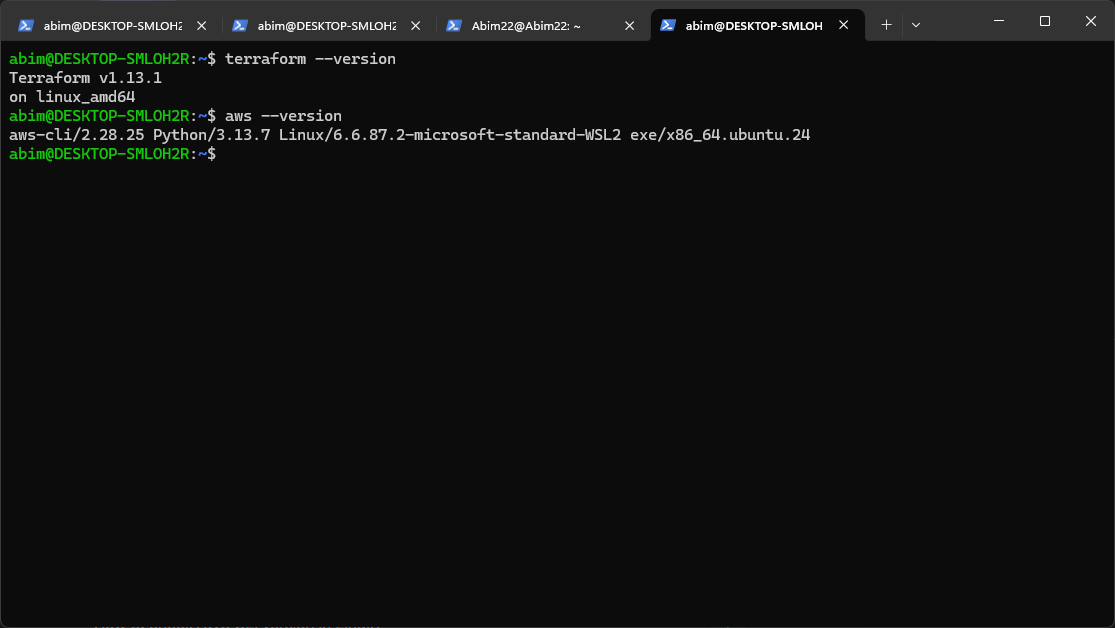 abim@DESKTOP-SMLOH2
abim@DESKTOP-SMLOH2
Abim22@Abim22: ~
abim@DESKTOP-SMLOH
abim@DESKTOP-SMLOH2R:~$ terraform --version
Terraform v1.13.1
on linux_amd64
abim@DESKTOP-SMLOH2R:~$ aws --version
aws-cli/2.28.25 Python/3.13.7 Linux/6.6.87.2-microsoft-standard-WSL2 exe/x86_64.ubuntu.24
abim@DESKTOP-SMLOH2R:~$